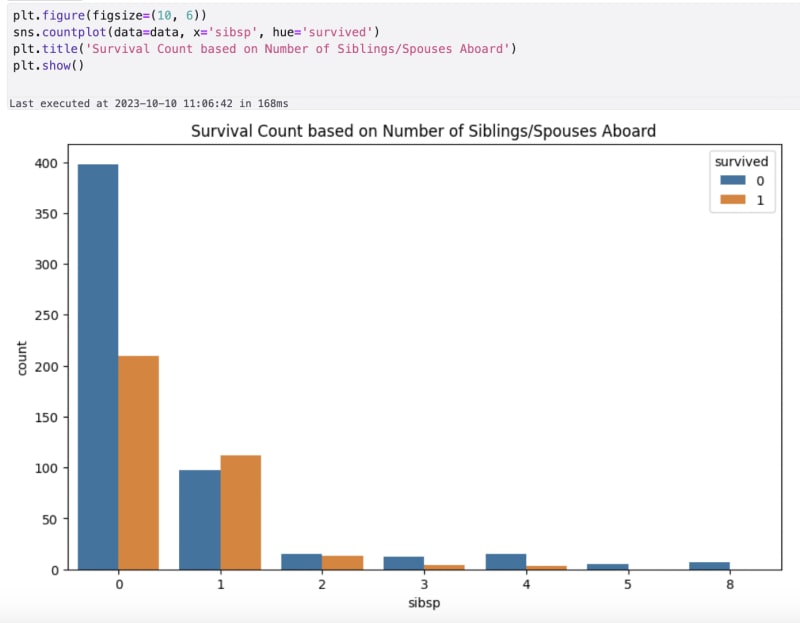 plt.figure(figsize=(10, 6))
sns.countplot(data=data, x='sibsp', hue='survived')
plt.title('Survival Count based on Number of Siblings/Spouses Aboard')
plt.show()
Last executed at 2023-10-10 11:06:42 in 168ms
Survival Count based on Number of Siblings/Spouses Aboard
survived
0
1
400
350
300
250
200
150
100
50
0
count
0 1 2 3 4 5 8
sibsp